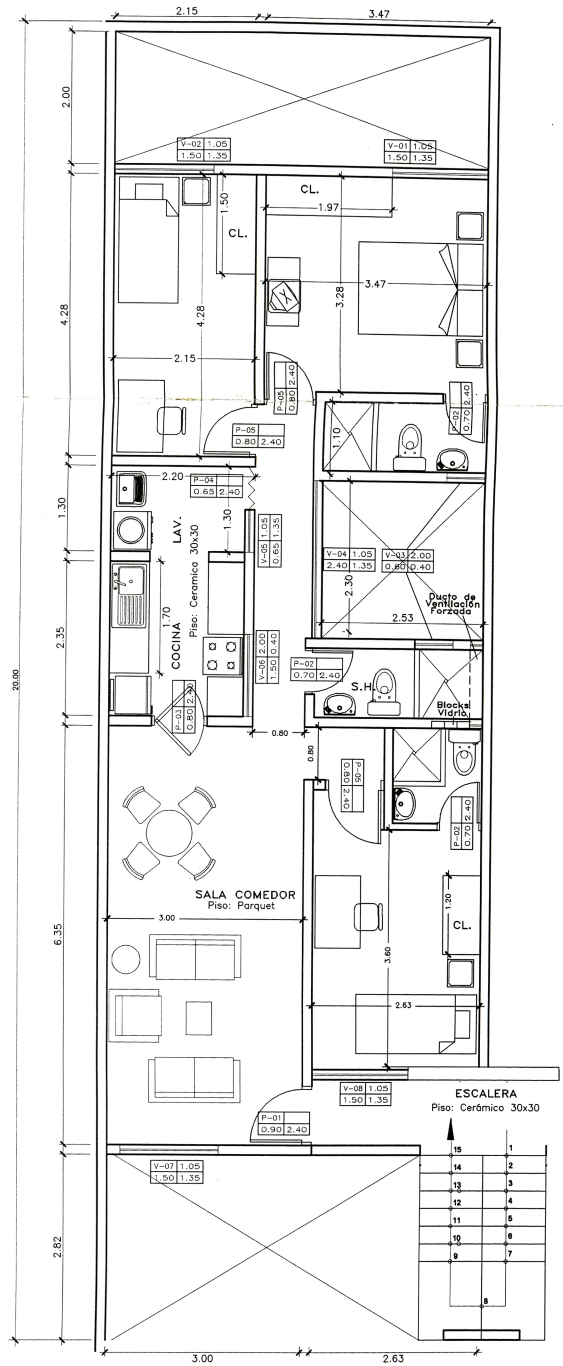 2.15
3.47
2.00
V-02 1.05
1.50 1.35
V-01 1.05
1.50 1.35
CL.
1.97
1.50
CL.
4.28
4.28
3.28
3.47
2.15
P-05
0.80 2.40
P-05
0.80 2.40
P-02
0.70 2.40
1.10
2.20
P-04
0.65 2.40
1.30
LAV.
1.30
V-05 1.05
0.65 1.35
V-04 1.05
2.40 1.35
V-03 2.00
0.60 0.40
2.30
Ducto de
Ventilación
Forzada
2.53
2.35
1.70
COCINA
Piso: Ceramica 30x30
V-06 2.00
1.50 0.40
P-02
0.70 2.40
S.H.
Blocks
Vidrio
P-03
0.80 2.40
20.00
0.80
0.80
P-05
0.80 2.40
P-02
0.70 2.40
SALA COMEDOR
Piso: Parquet
3.00
1.20
CL.
6.35
3.60
2.63
V-08 1.05
1.50 1.35
ESCALERA
Piso: Cerámico 30x30
P-01
0.90 2.40
V-07 1.05
1.50 1.35
15 1
14 2
13 3
12 4
11 5
10 6
9 7
8
2.82
3.00
2.63